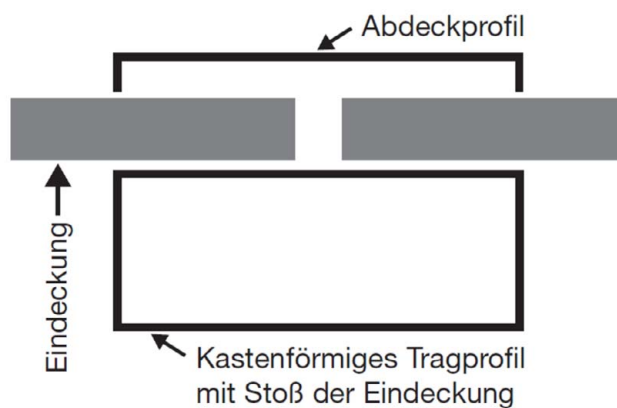 Abdeckprofil
Eindeckung
Kastenförmiges Tragprofil
mit Stoß der Eindeckung